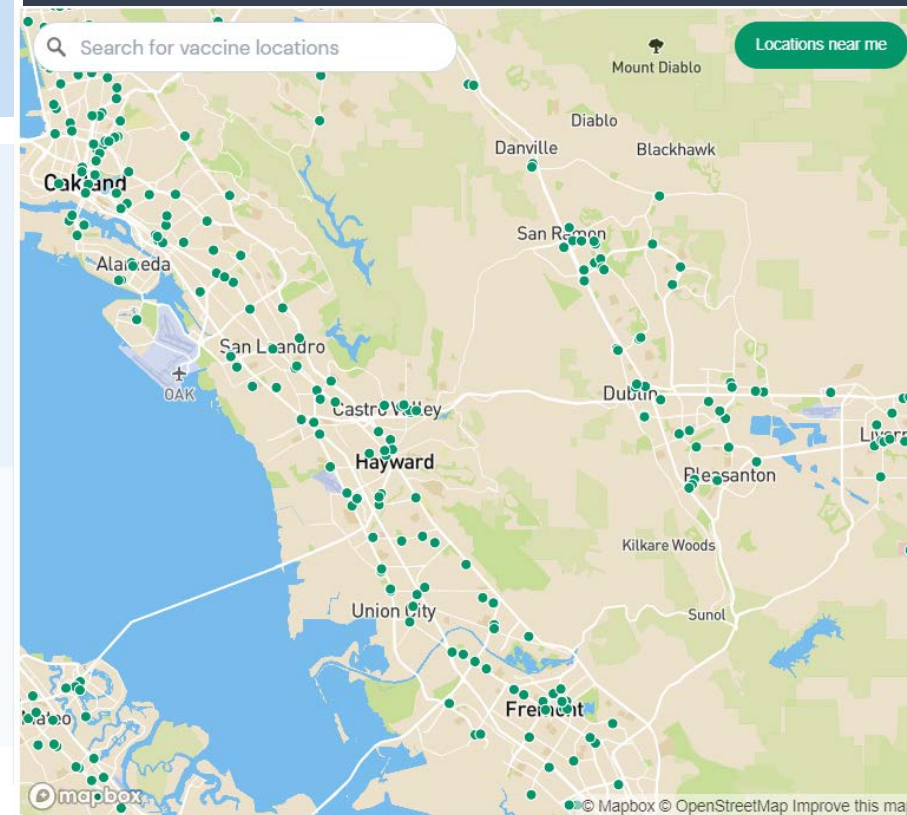 Search for vaccine locations
Locations near me
Mount Diablo
Diablo
Danville
Blackhawk
Oakland
San Ramon
Alameda
San Leandro
OAK
Dublin
Castro Valley
Hayward
Pleasanton
Kilkare Woods
Union City
Sunol
Fremont
mapbox
© Mapbox © OpenStreetMap Improve this map